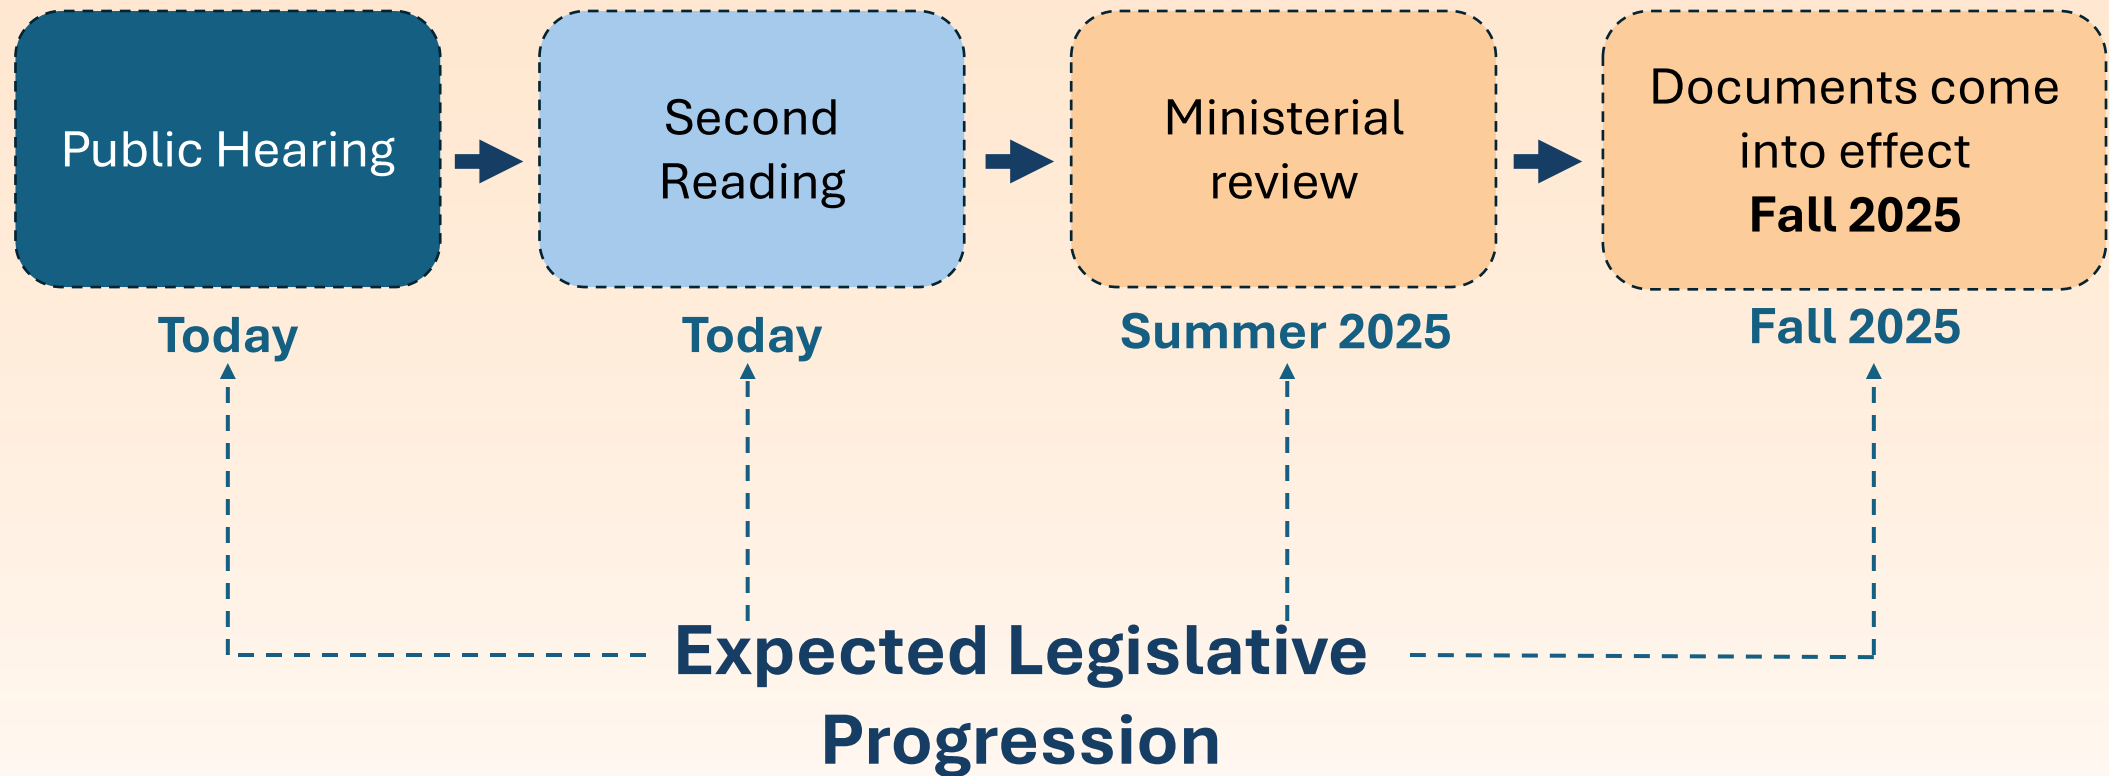 Public Hearing
Second
Reading
Ministerial
review
Documents come
into effect
Fall 2025
Today
Today
Summer 2025
Fall 2025
Expected Legislative
Progression